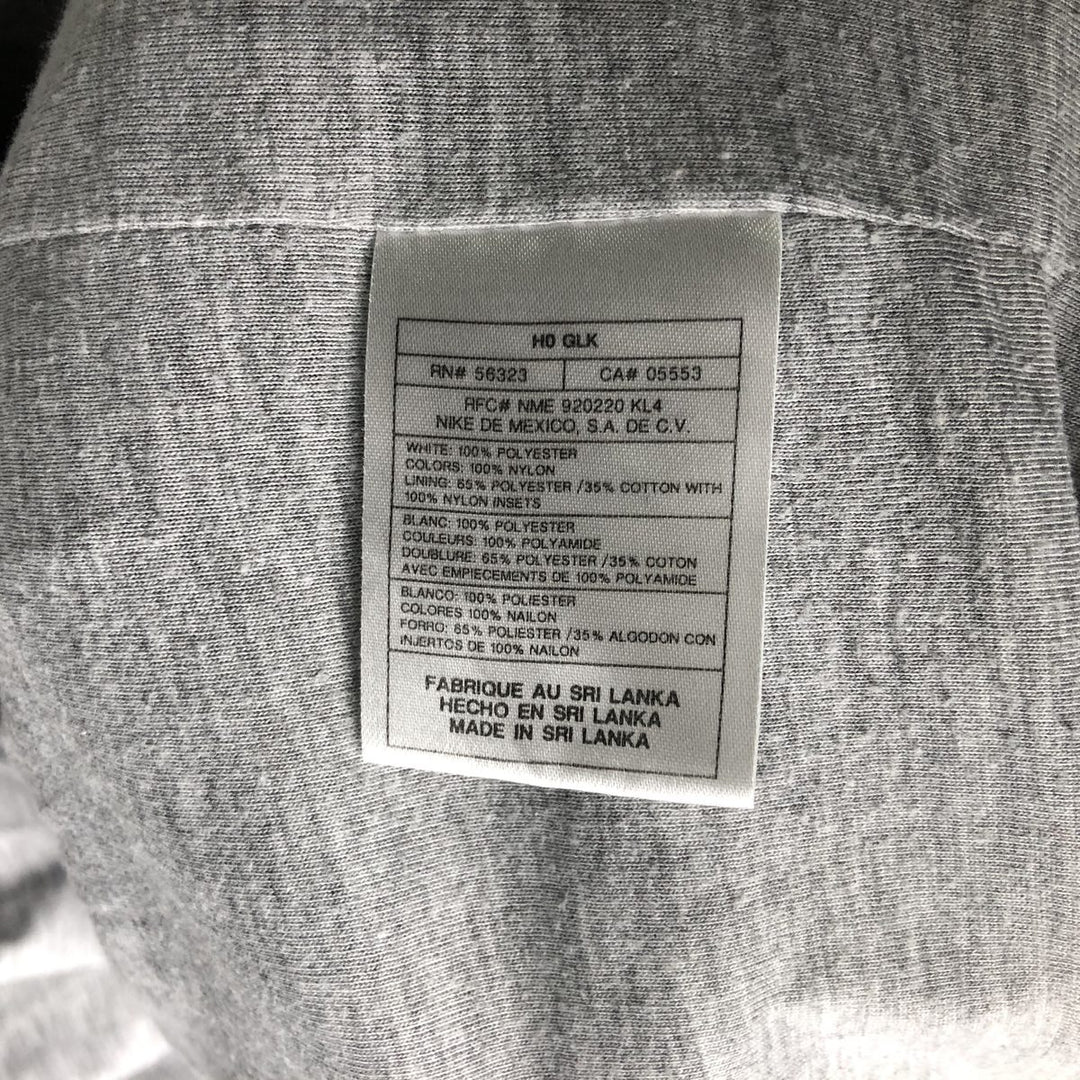 HO GLK
RN# 56323
CA# 05553
RFC# NME 920220 KL4
NIKE DE MEXICO, S.A. DE C.V.
WHITE: 100% POLYESTER
COLORS: 100% NYLON
LINING: 65% POLYESTER /35% COTTON WITH
100% NYLON INSETS
BLANC: 100% POLYESTER
COULEURS: 100% POLYAMIDE
DOUBLURE: 65% POLYESTER /35% COTON
AVEC EMPIECEMENTS DE 100% POLYAMIDE
BLANCO: 100% POLIESTER
COLORES 100% NAILON
FORRO: 65% POLIESTER /35% ALGODON CON
INJERTOS DE 100% NAILON
FABRIQUE AU SRI LANKA
HECHO EN SRI LANKA
MADE IN SRI LANKA